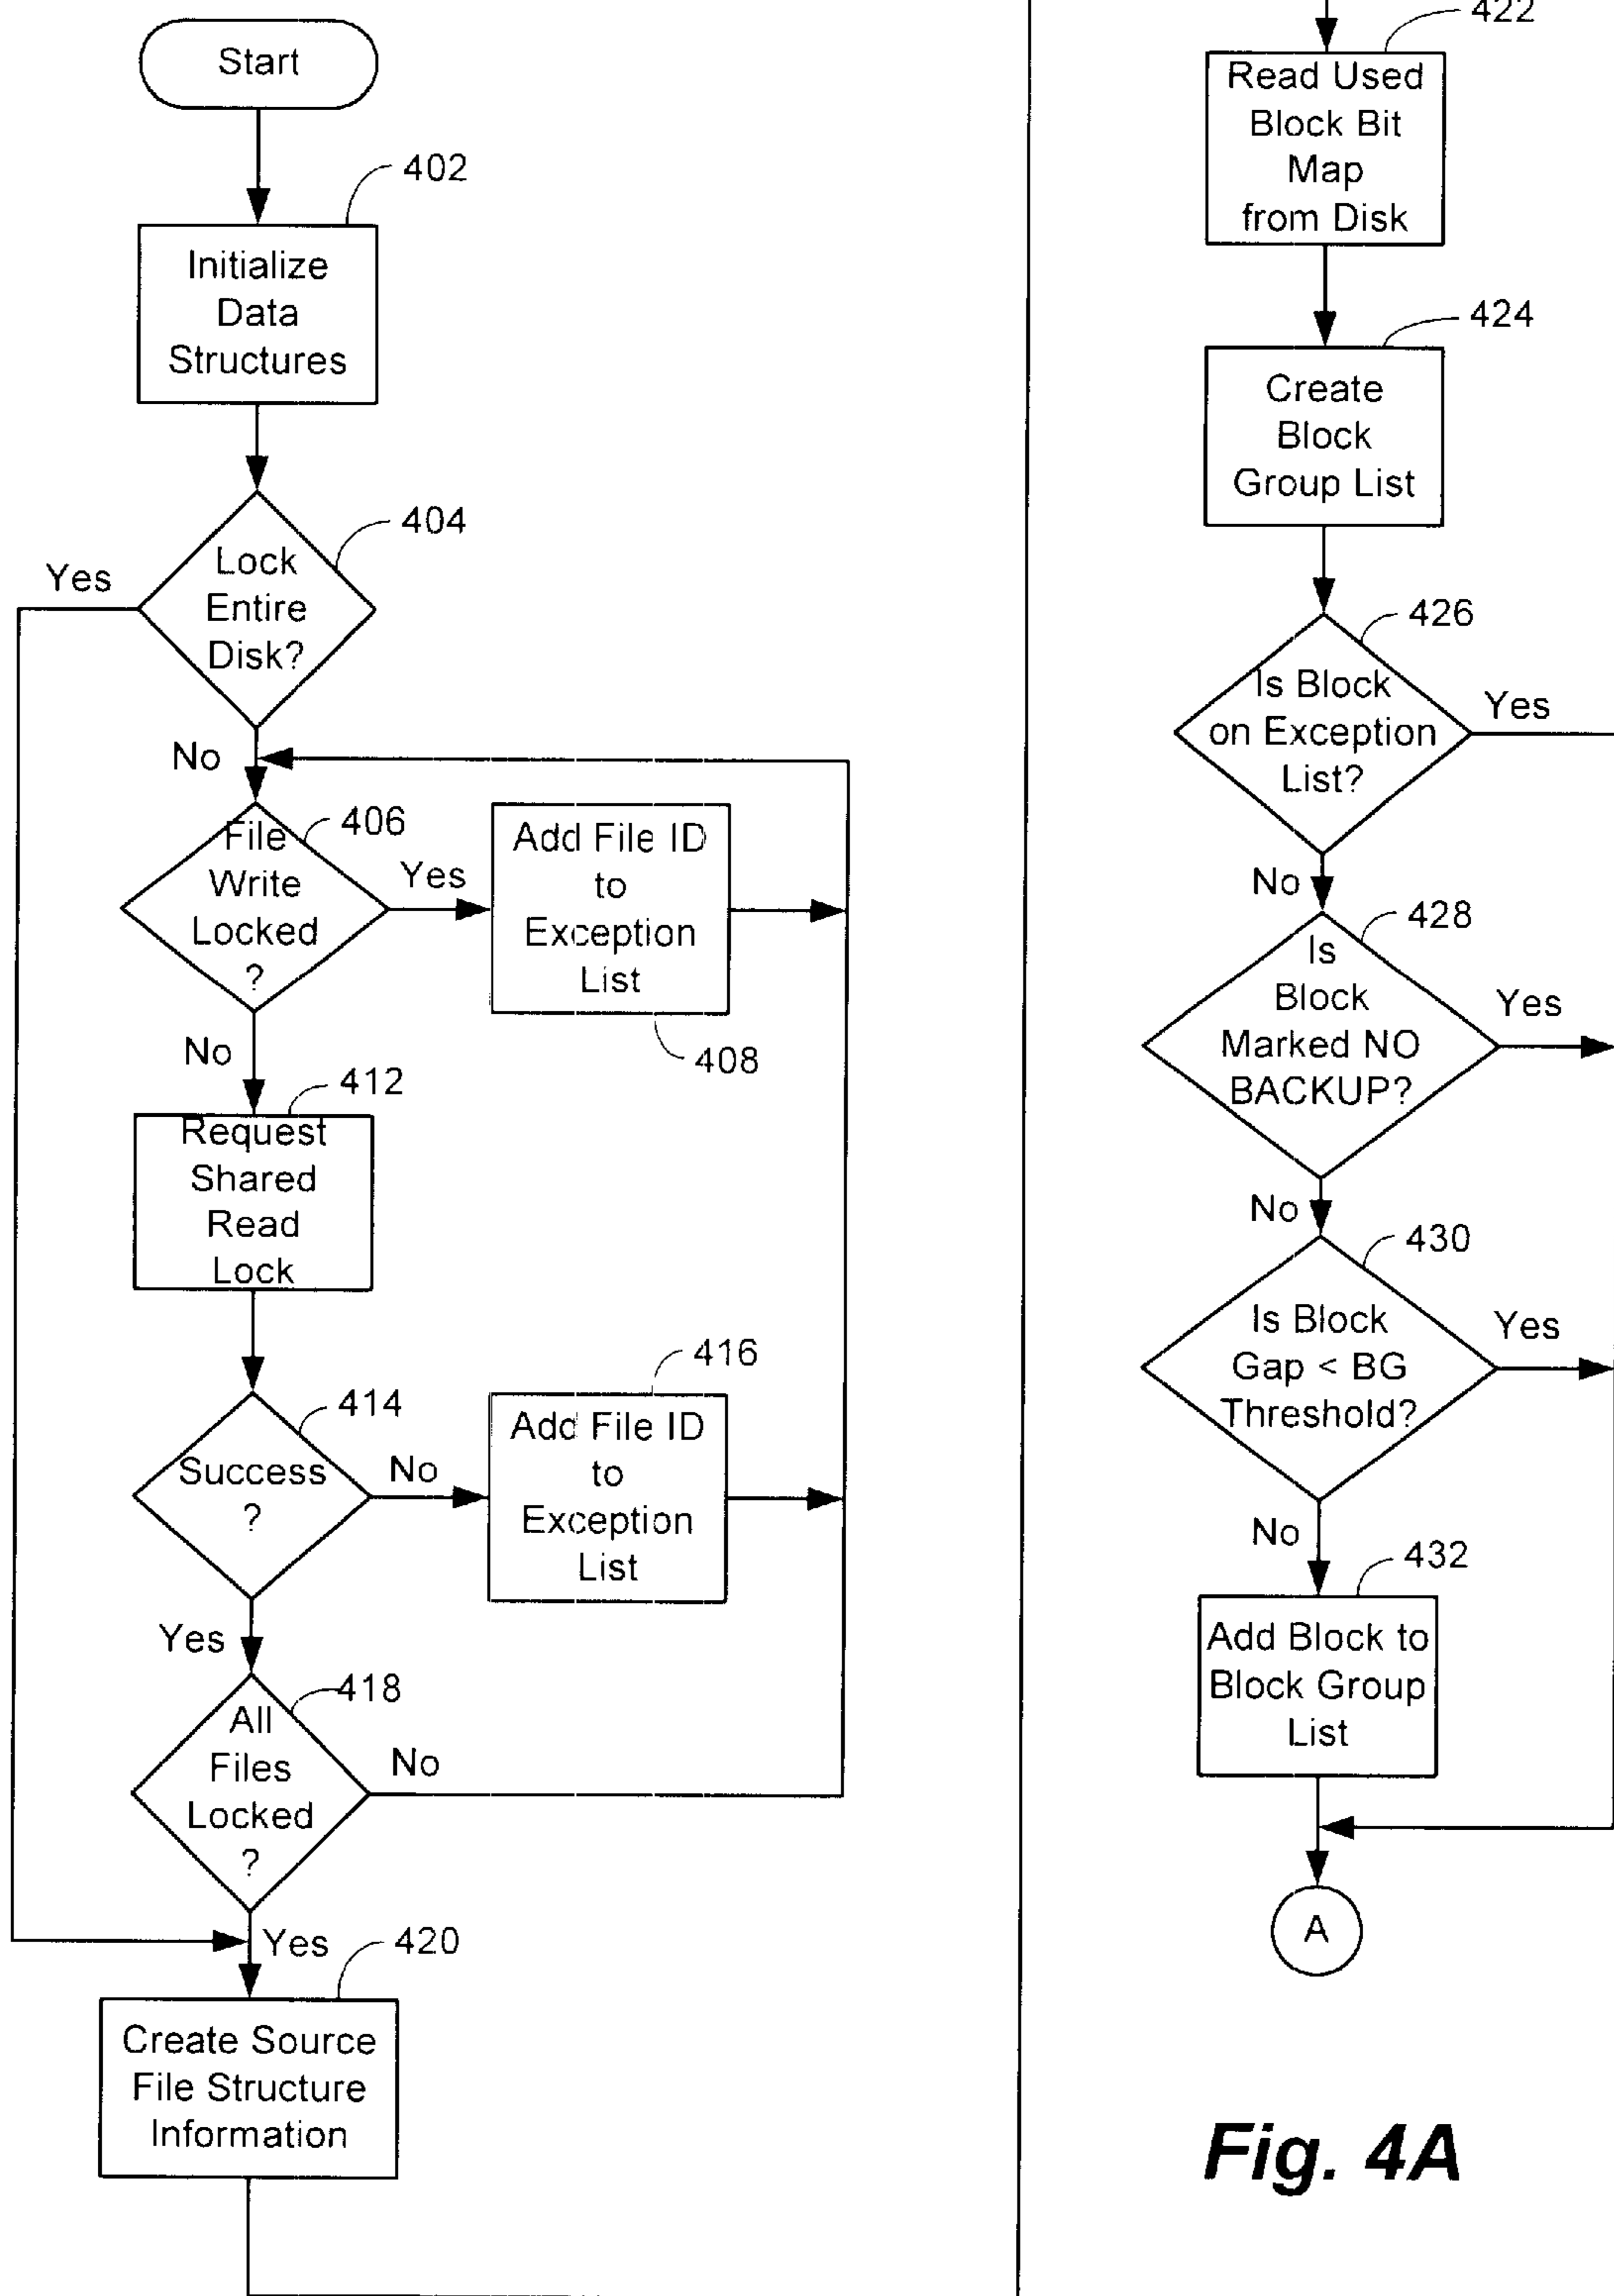 Start
402
Initialize
Data
Structures
404
Lock
Entire
Disk?
Yes
No
406
File
Write
Locked
?
Yes
Add File ID
to
Exception
List
408
No
412
Request
Shared
Read
Lock
414
Success
?
No
416
Add File ID
to
Exception
List
Yes
418
All
Files
Locked
?
No
Yes
420
Create Source
File Structure
Information
422
Read Used
Block Bit
Map
from Disk
424
Create
Block
Group List
426
Is Block
on Exception
List?
Yes
No
428
Is
Block
Marked NO
BACKUP?
Yes
No
430
Is Block
Gap < BG
Threshold?
Yes
No
432
Add Block to
Block Group
List
A
Fig. 4A